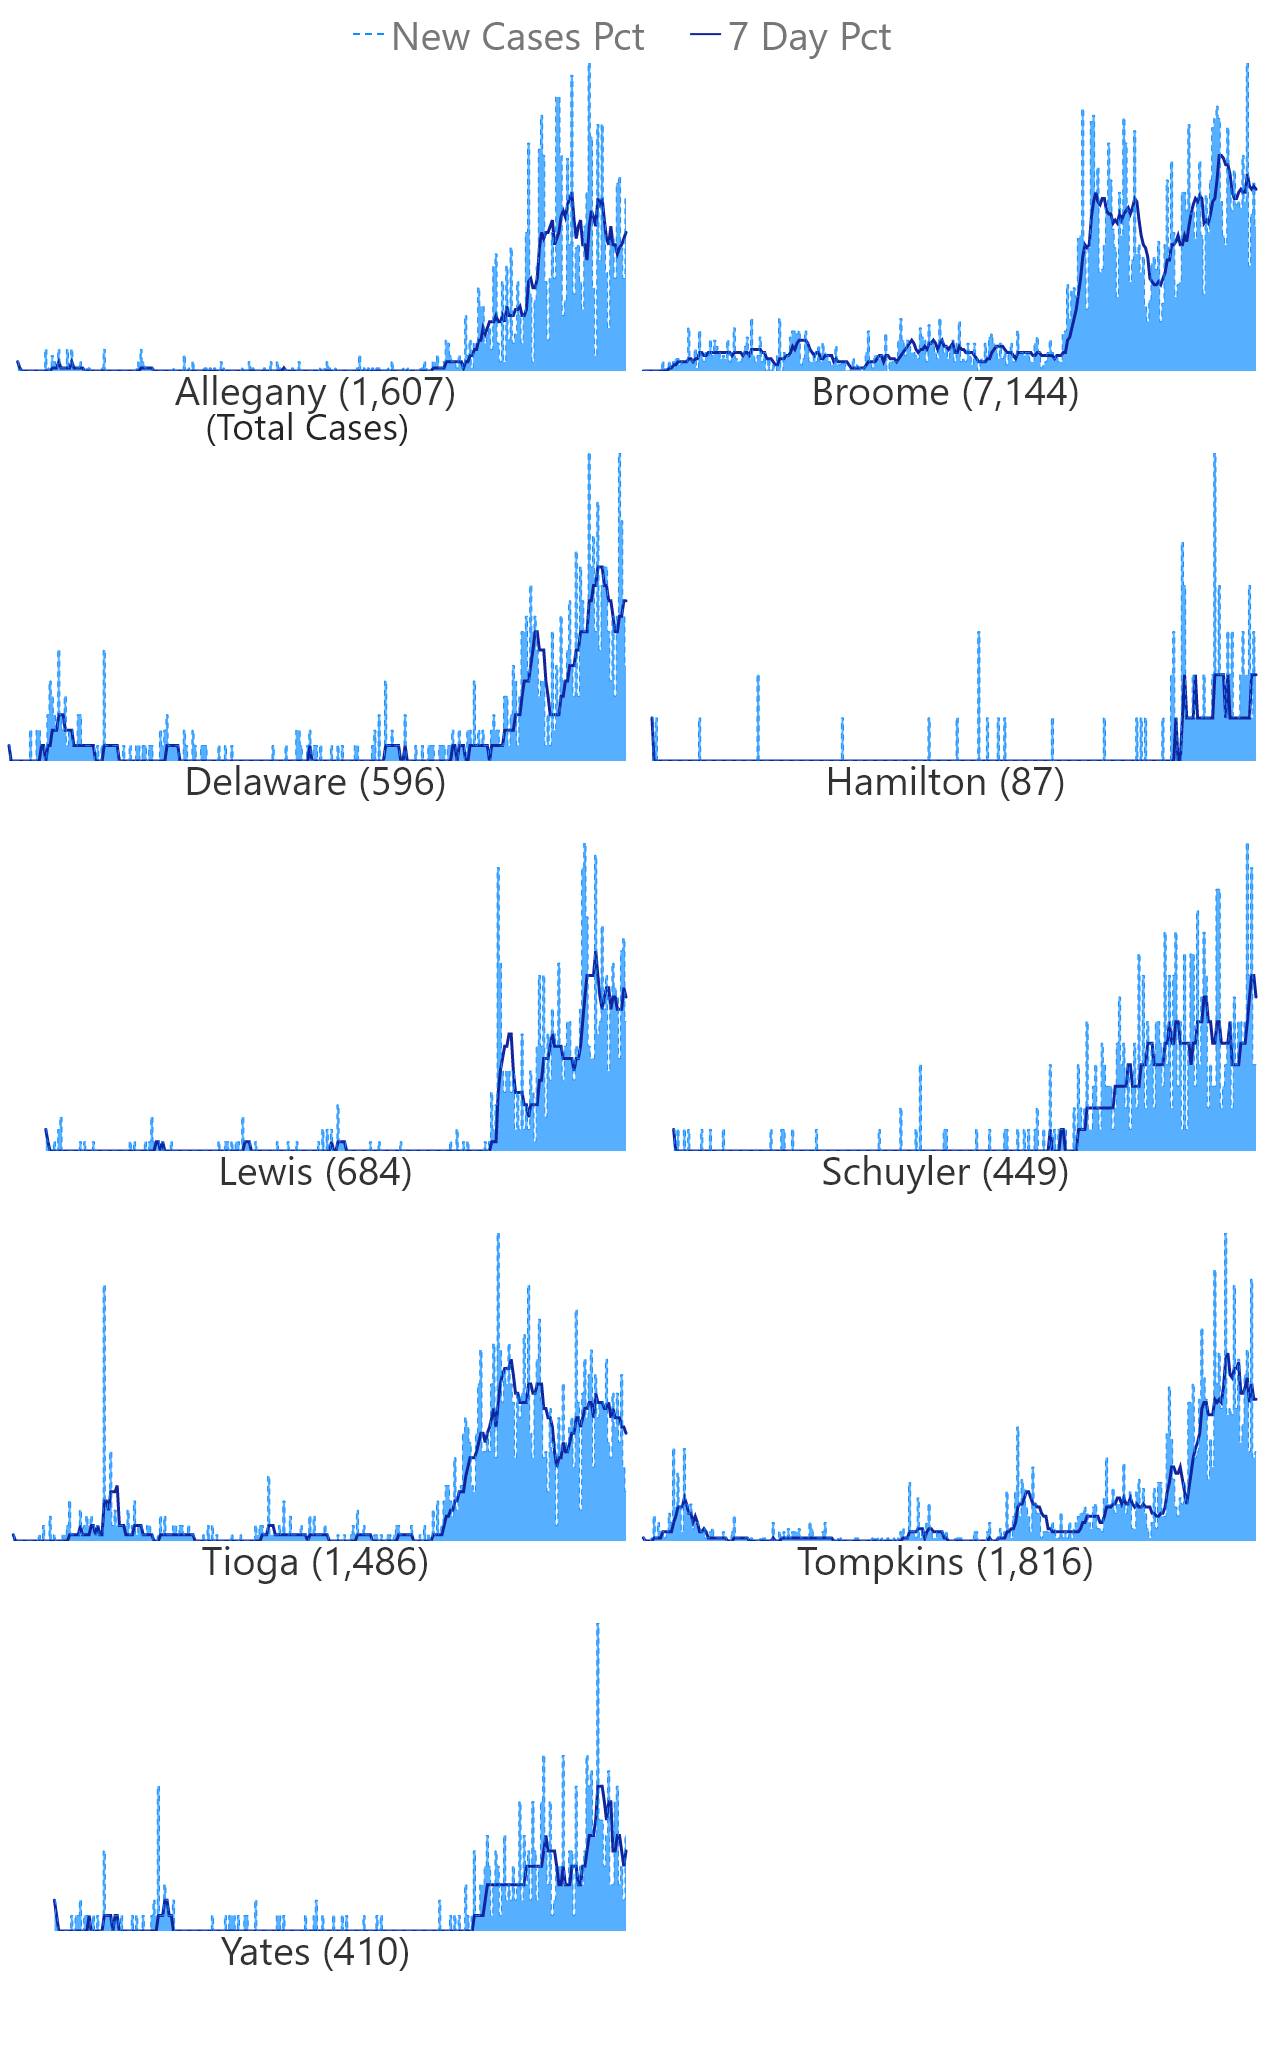 New Cases Pct 7 Day Pct
Allegany (1,607) Broome (7,144)
(Total Cases)
Delaware (596) Hamilton (87)
Lewis (684) Schuyler (449)
Tioga (1,486) Tompkins (1,816)
Yates (410)